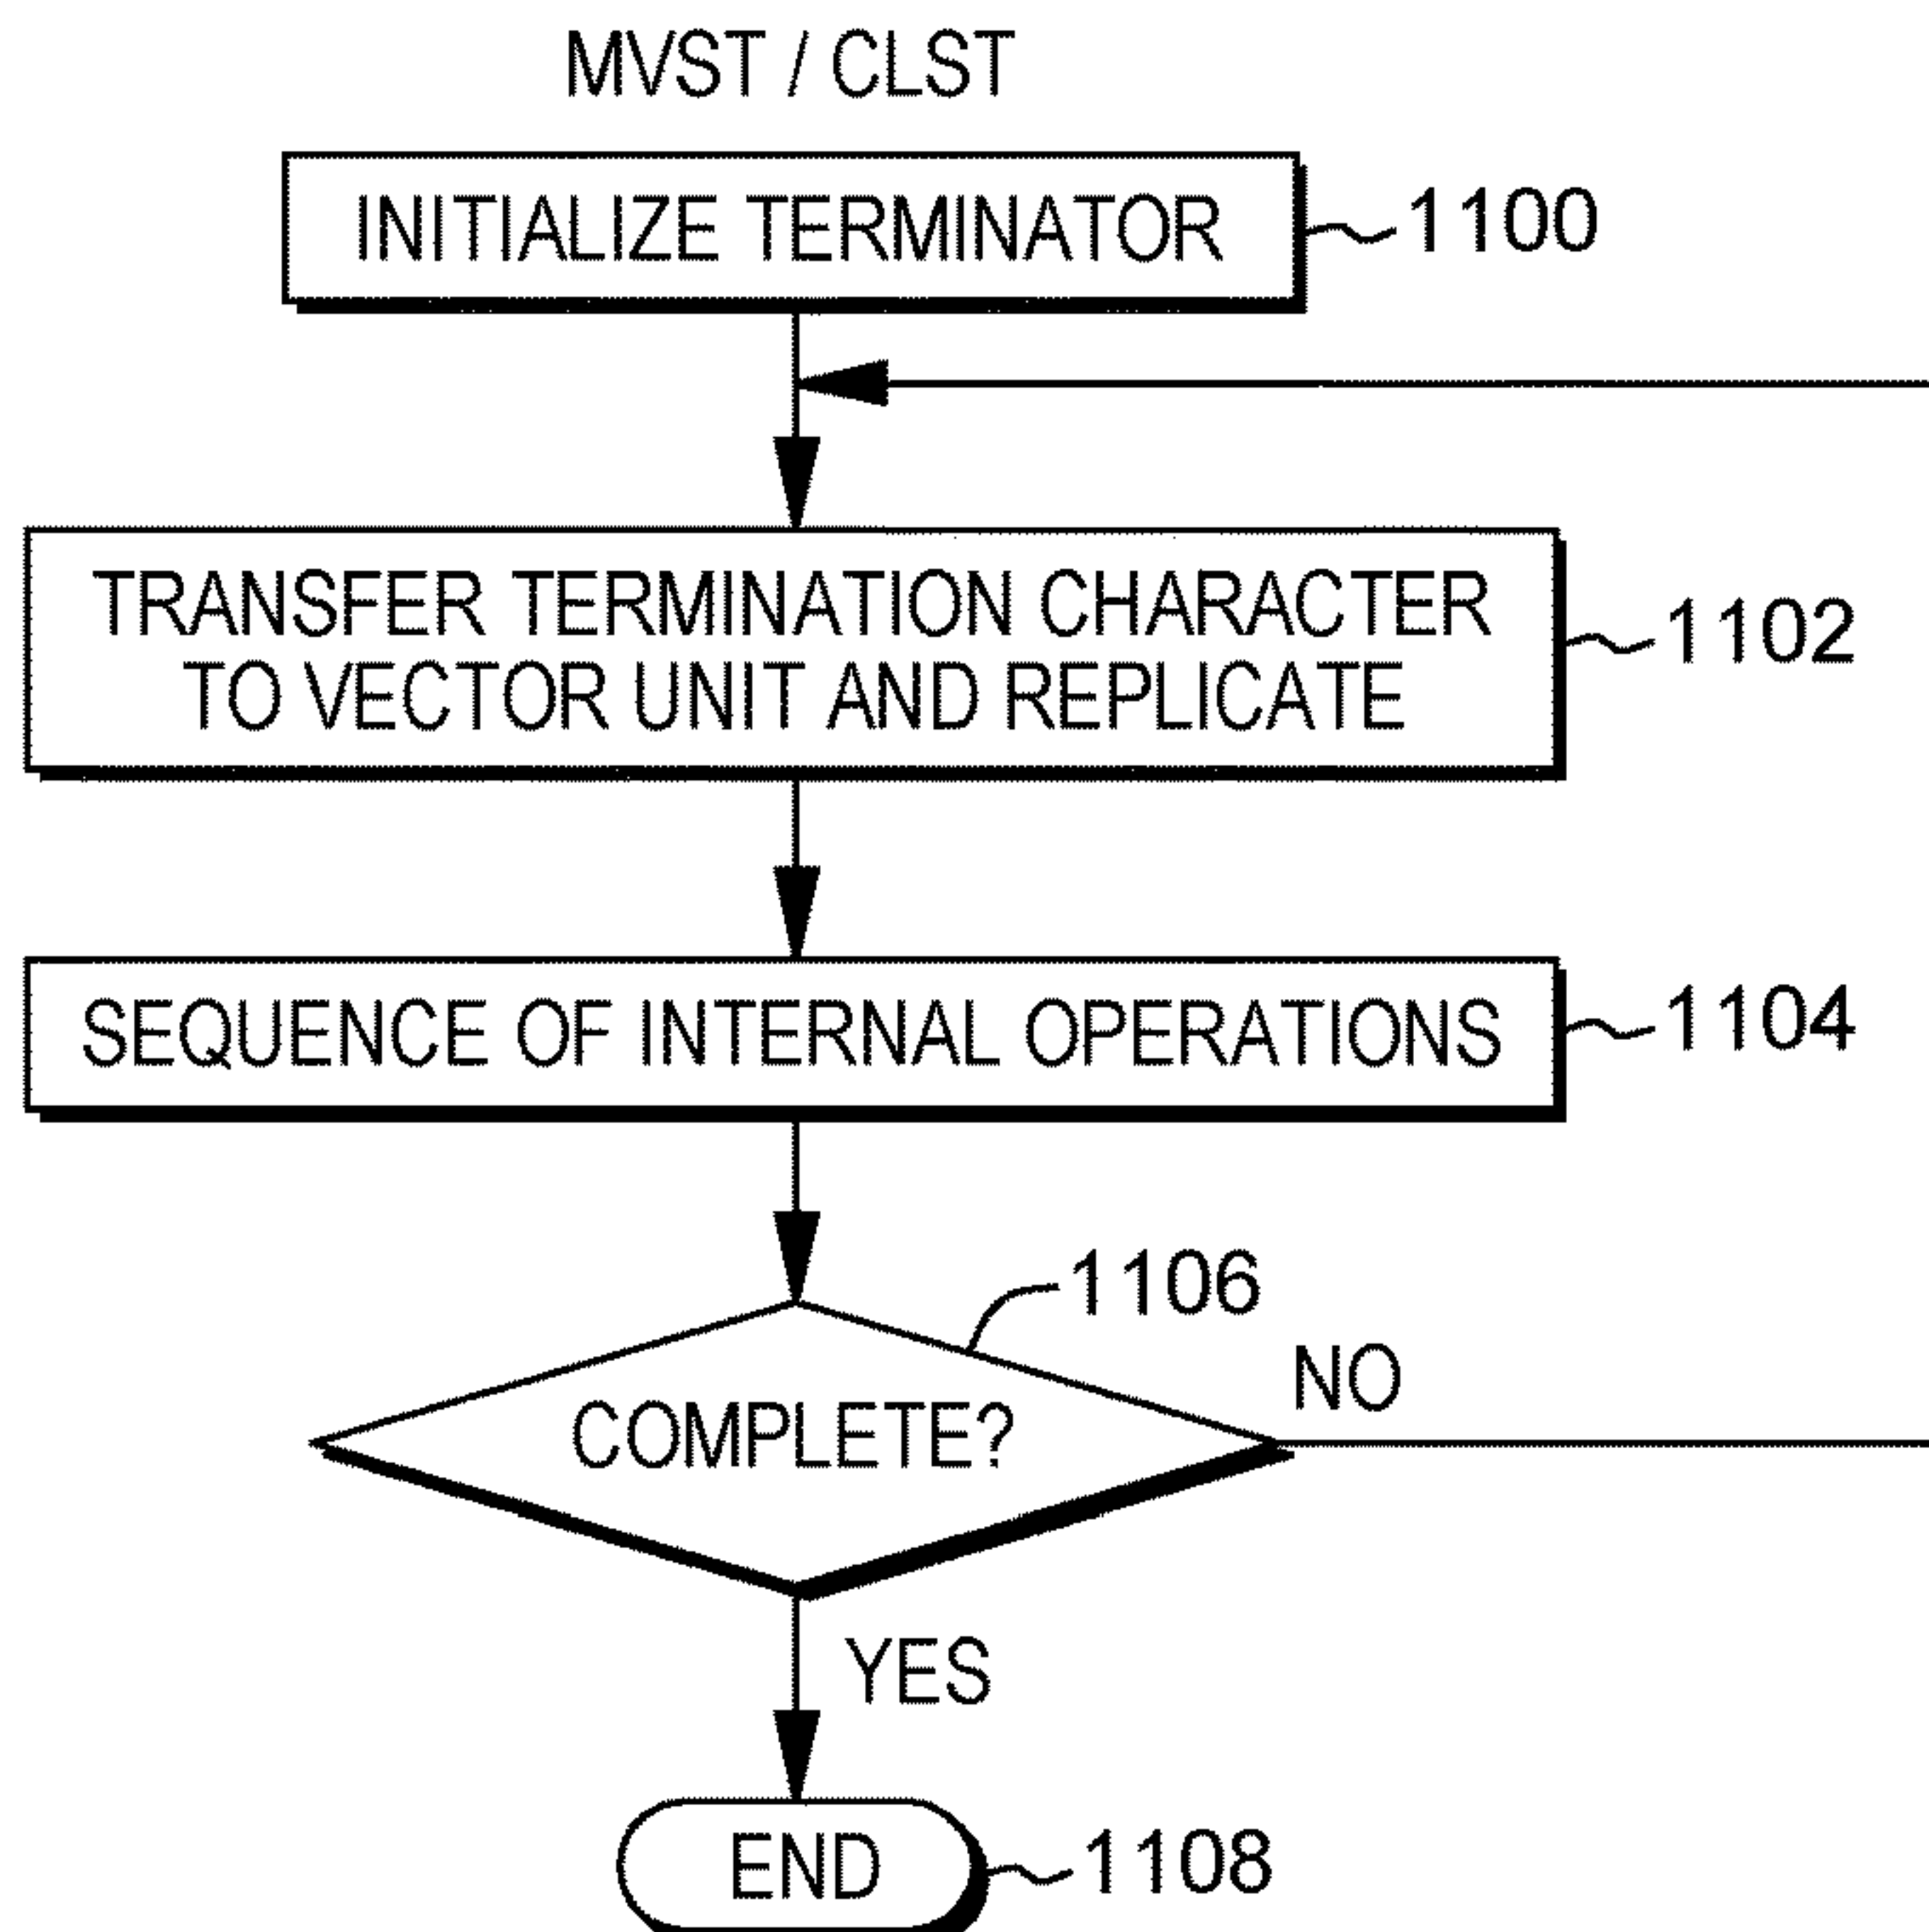 MVST / CLST
INITIALIZE TERMINATOR
1100
TRANSFER TERMINATION CHARACTER
TO VECTOR UNIT AND REPLICATE
1102
SEQUENCE OF INTERNAL OPERATIONS
1104
1106
COMPLETE?
NO
YES
END
1108